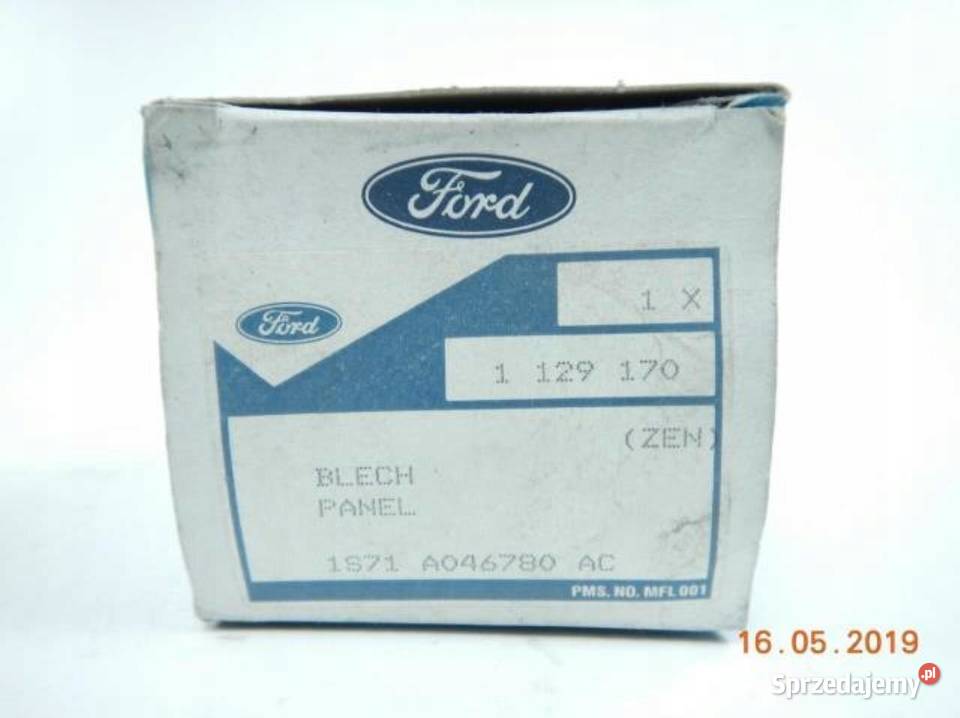 Ford
1 X
Ford
1 129 170
(ZEN)
BLECH
PANEL
1S71 A046780 AC
PMS. NO. MFL 001
16.05.2019
Sprzedajemy.pl